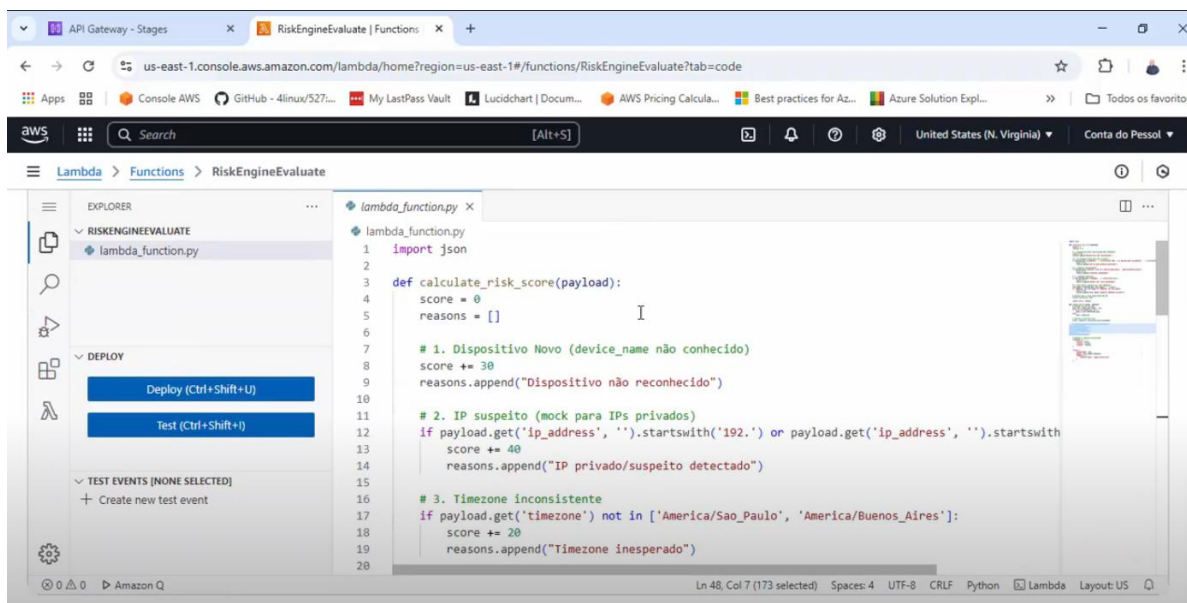 API Gateway - Stages
RiskEngineEvaluate | Functions
us-east-1.console.aws.amazon.com/lambda/home?region=us-east-1#/functions/RiskEngineEvaluate?tab=code
Apps Console AWS GitHub - 4linux/527:... My LastPass Vault Lucidchart | Docum... AWS Pricing Calcula... Best practices for Az... Azure Solution Expl... » Todos os favorito
aws Search [Alt+S] United States (N. Virginia) ▼ Conta do Pessol ▼
Lambda > Functions > RiskEngineEvaluate
EXPLORER ...
RISKENGINEEVALUATE
lambda_function.py
DEPLOY
Deploy (Ctrl+Shift+U)
Test (Ctrl+Shift+I)
TEST EVENTS [NONE SELECTED]
+ Create new test event
lambda_function.py ×
lambda_function.py
1 import json
2
3 def calculate_risk_score(payload):
4 score = 0
5 reasons = []
6
7 # 1. Dispositivo Novo (device_name não conhecido)
8 score += 30
9 reasons.append("Dispositivo não reconhecido")
10
11 # 2. IP suspeito (mock para IPs privados)
12 if payload.get('ip_address', '').startswith('192.') or payload.get('ip_address', '').startswith
13 score += 40
14 reasons.append("IP privado/suspeito detectado")
15
16 # 3. Timezone inconsistente
17 if payload.get('timezone') not in ['America/Sao_Paulo', 'America/Buenos_Aires']:
18 score += 20
19 reasons.append("Timezone inesperado")
20
0 0 Amazon Q Ln 48, Col 7 (173 selected) Spaces: 4 UTF-8 CRLF Python Lambda Layout: US